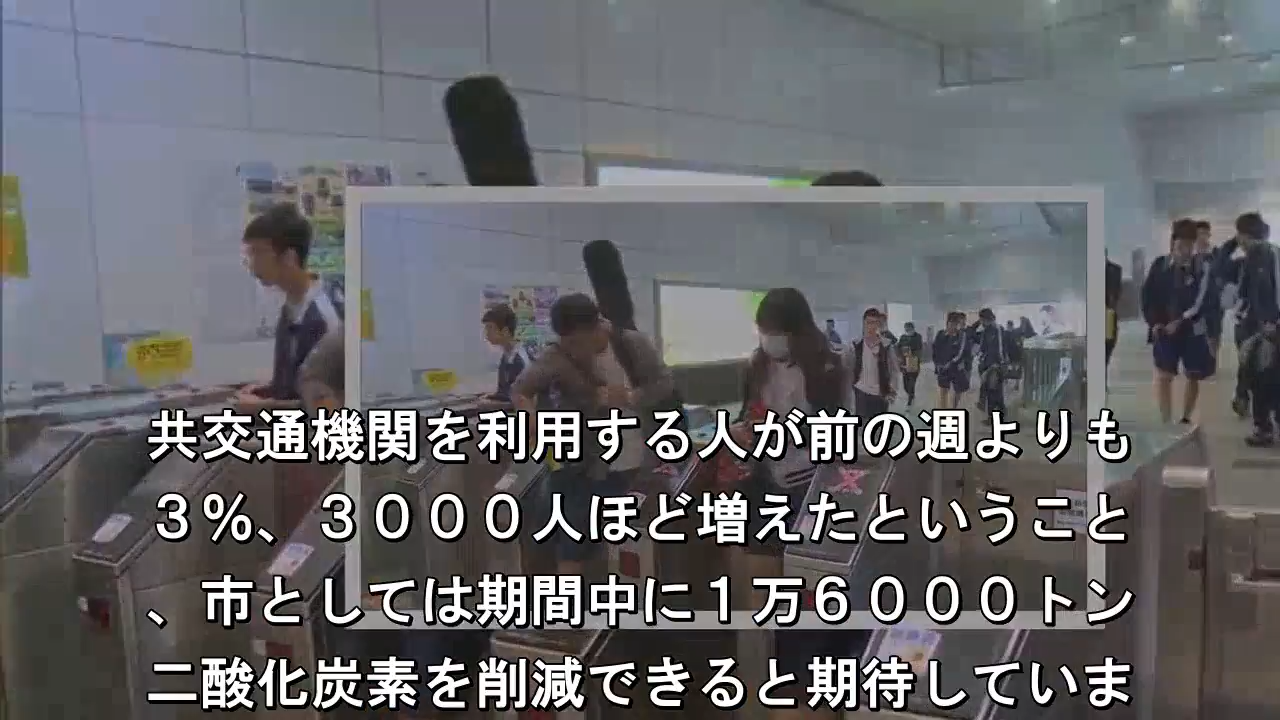 共交通機関を利用する人が前の週よりも
３％、３０００人ほど増えたということ
、市としては期間中に１万６０００トン
二酸化炭素を削減できると期待していま